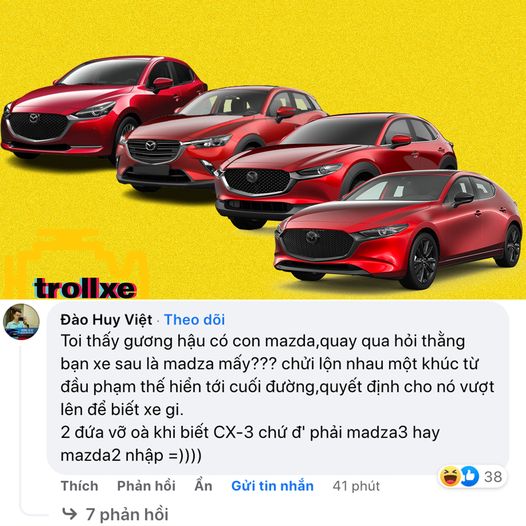 trollxe
Đào Huy Việt · Theo dõi
Toi thấy gương hậu có con mazda,quay qua hỏi thằng
bạn xe sau là madza mấy??? chửi lộn nhau một khúc từ
đầu phạm thế hiển tới cuối đường,quyết định cho nó vượt
lên để biết xe gi.
2 đứa vỡ oà khi biết CX-3 chứ đ' phải madza3 hay
mazda2 nhập =))))
Thích Phản hồi Ẩn Gửi tin nhắn 41 phút
38
7 phản hồi